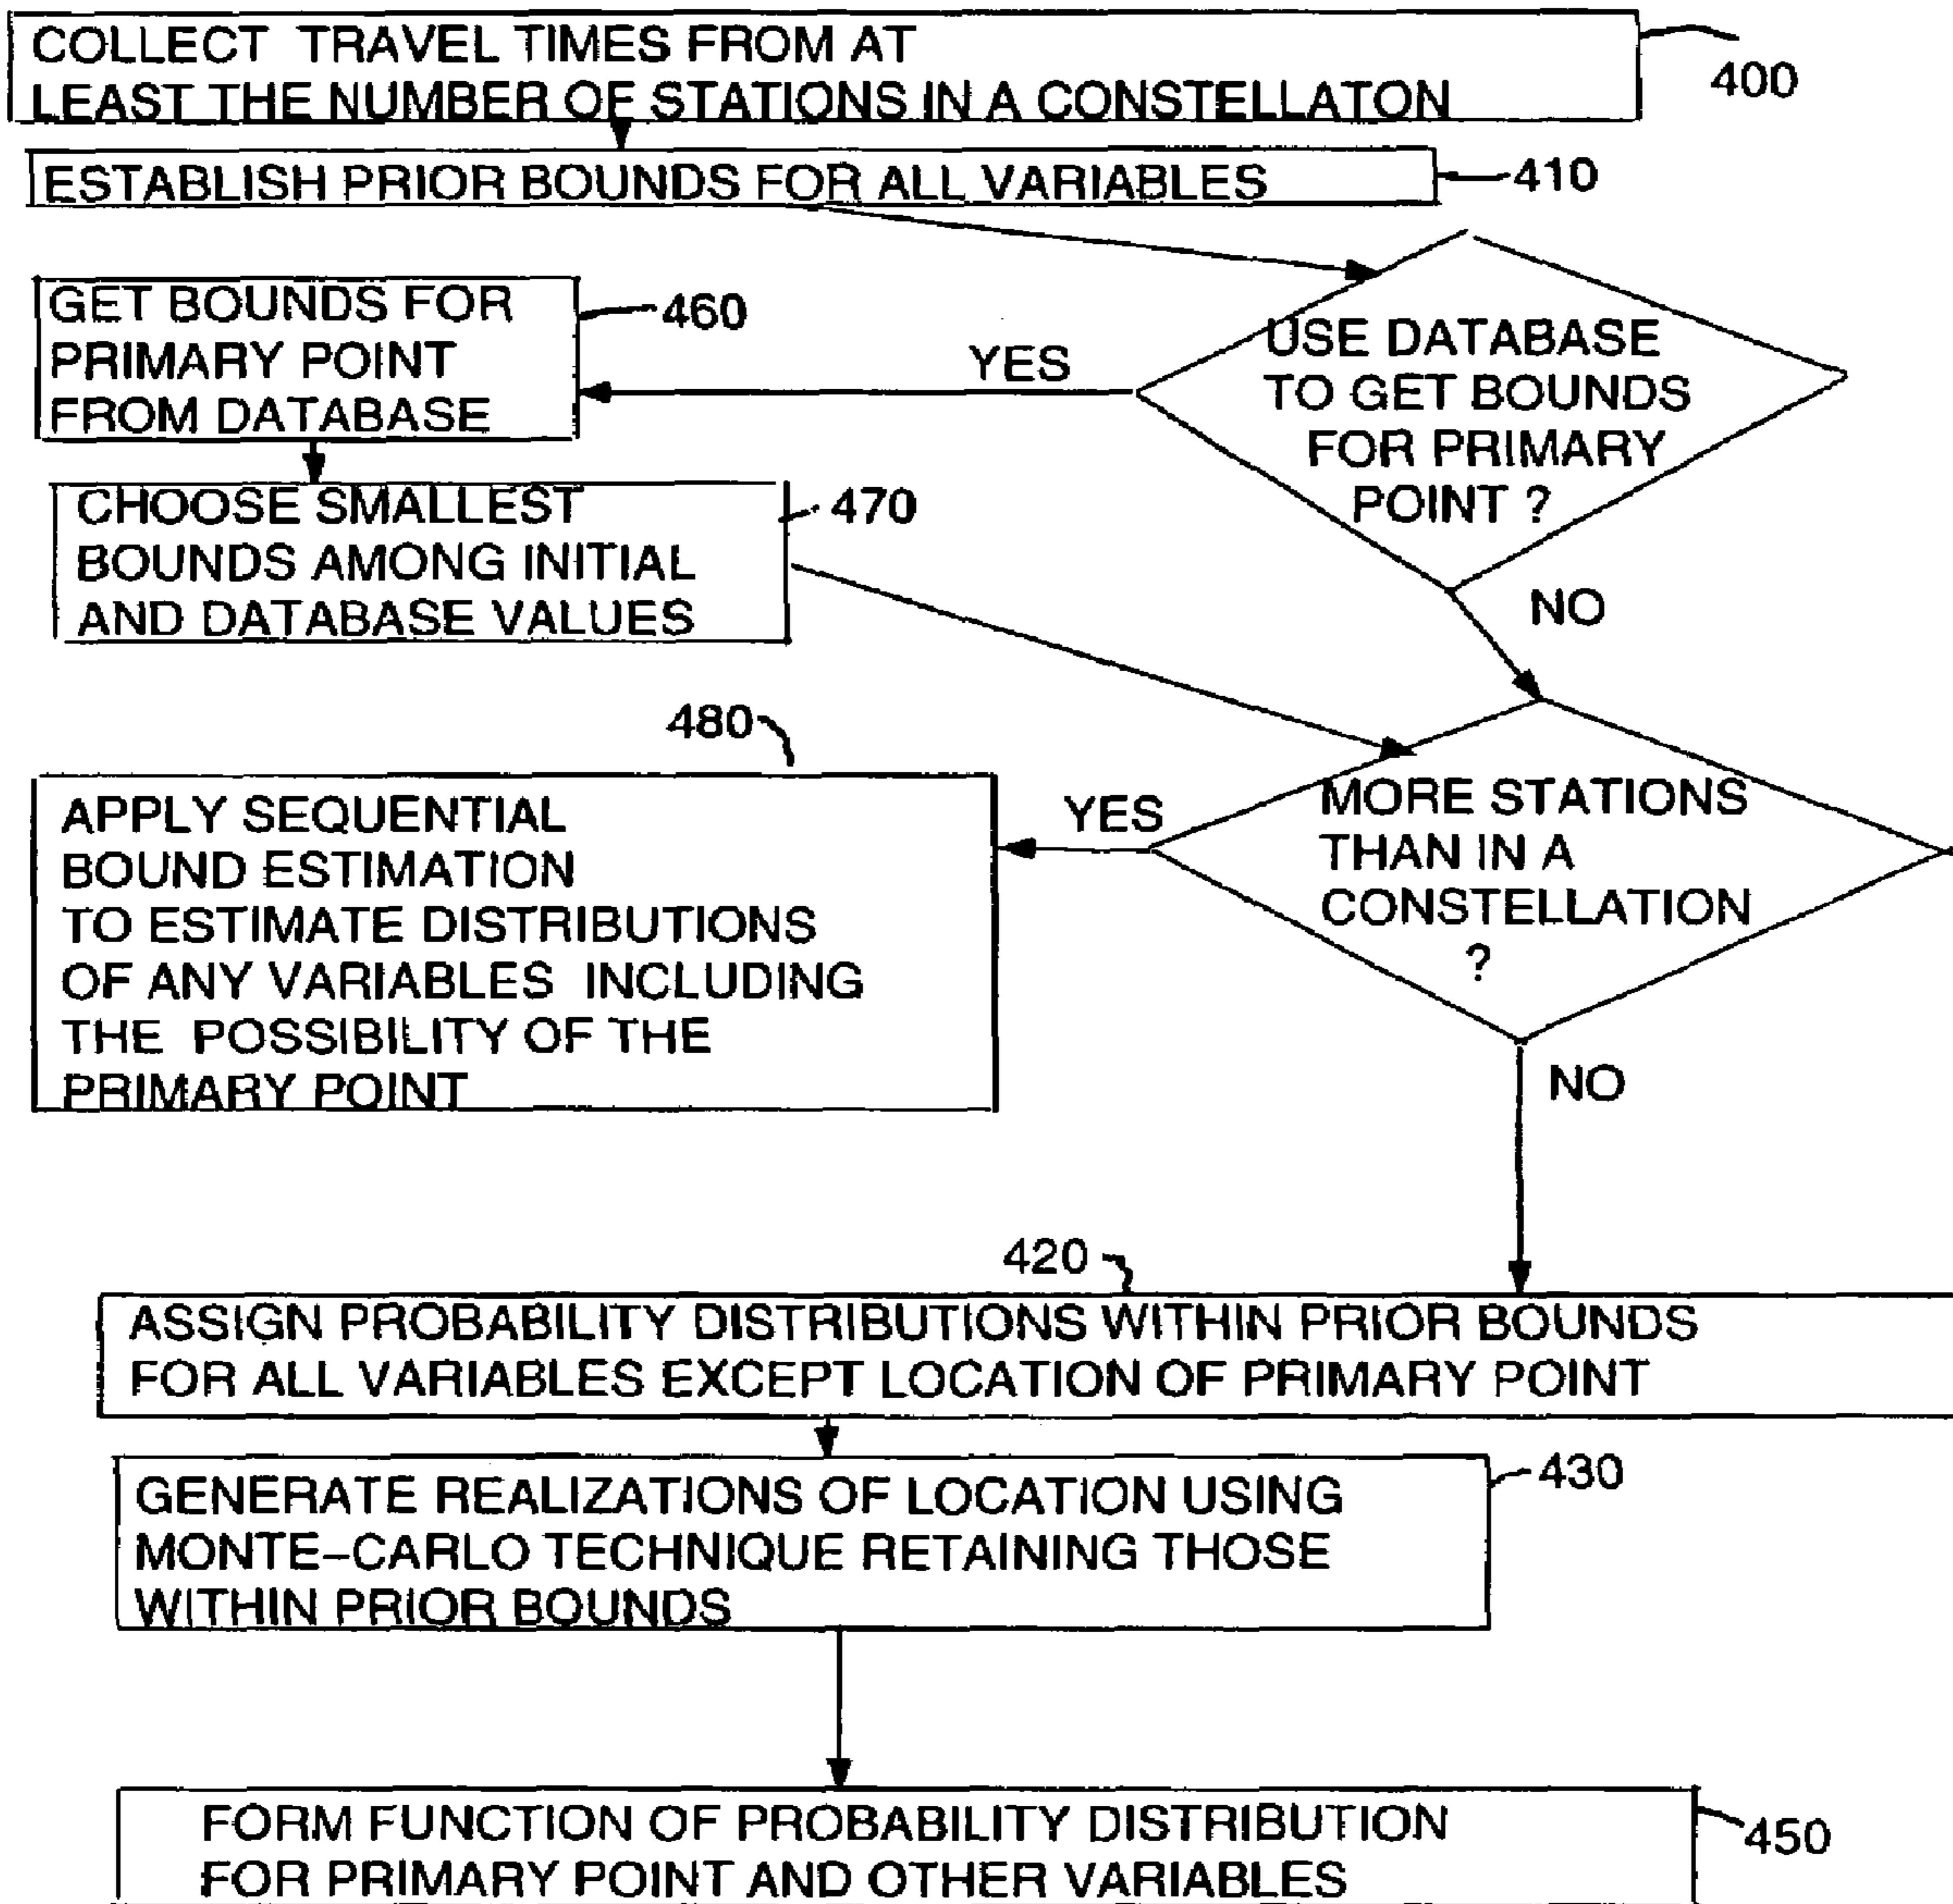 COLLECT TRAVEL TIMES FROM AT
LEAST THE NUMBER OF STATIONS IN A CONSTELLATON
400
ESTABLISH PRIOR BOUNDS FOR ALL VARIABLES
410
GET BOUNDS FOR
PRIMARY POINT
FROM DATABASE
460
YES
USE DATABASE
TO GET BOUNDS
FOR PRIMARY
POINT ?
NO
CHOOSE SMALLEST
BOUNDS AMONG INITIAL
AND DATABASE VALUES
470
480
APPLY SEQUENTIAL
BOUND ESTIMATION
TO ESTIMATE DISTRIBUTIONS
OF ANY VARIABLES INCLUDING
THE POSSIBILITY OF THE
PRIMARY POINT
YES
MORE STATIONS
THAN IN A
CONSTELLATION
?
NO
420
ASSIGN PROBABILITY DISTRIBUTIONS WITHIN PRIOR BOUNDS
FOR ALL VARIABLES EXCEPT LOCATION OF PRIMARY POINT
GENERATE REALIZATIONS OF LOCATION USING
MONTE-CARLO TECHNIQUE RETAINING THOSE
WITHIN PRIOR BOUNDS
430
FORM FUNCTION OF PROBABILITY DISTRIBUTION
FOR PRIMARY POINT AND OTHER VARIABLES
450